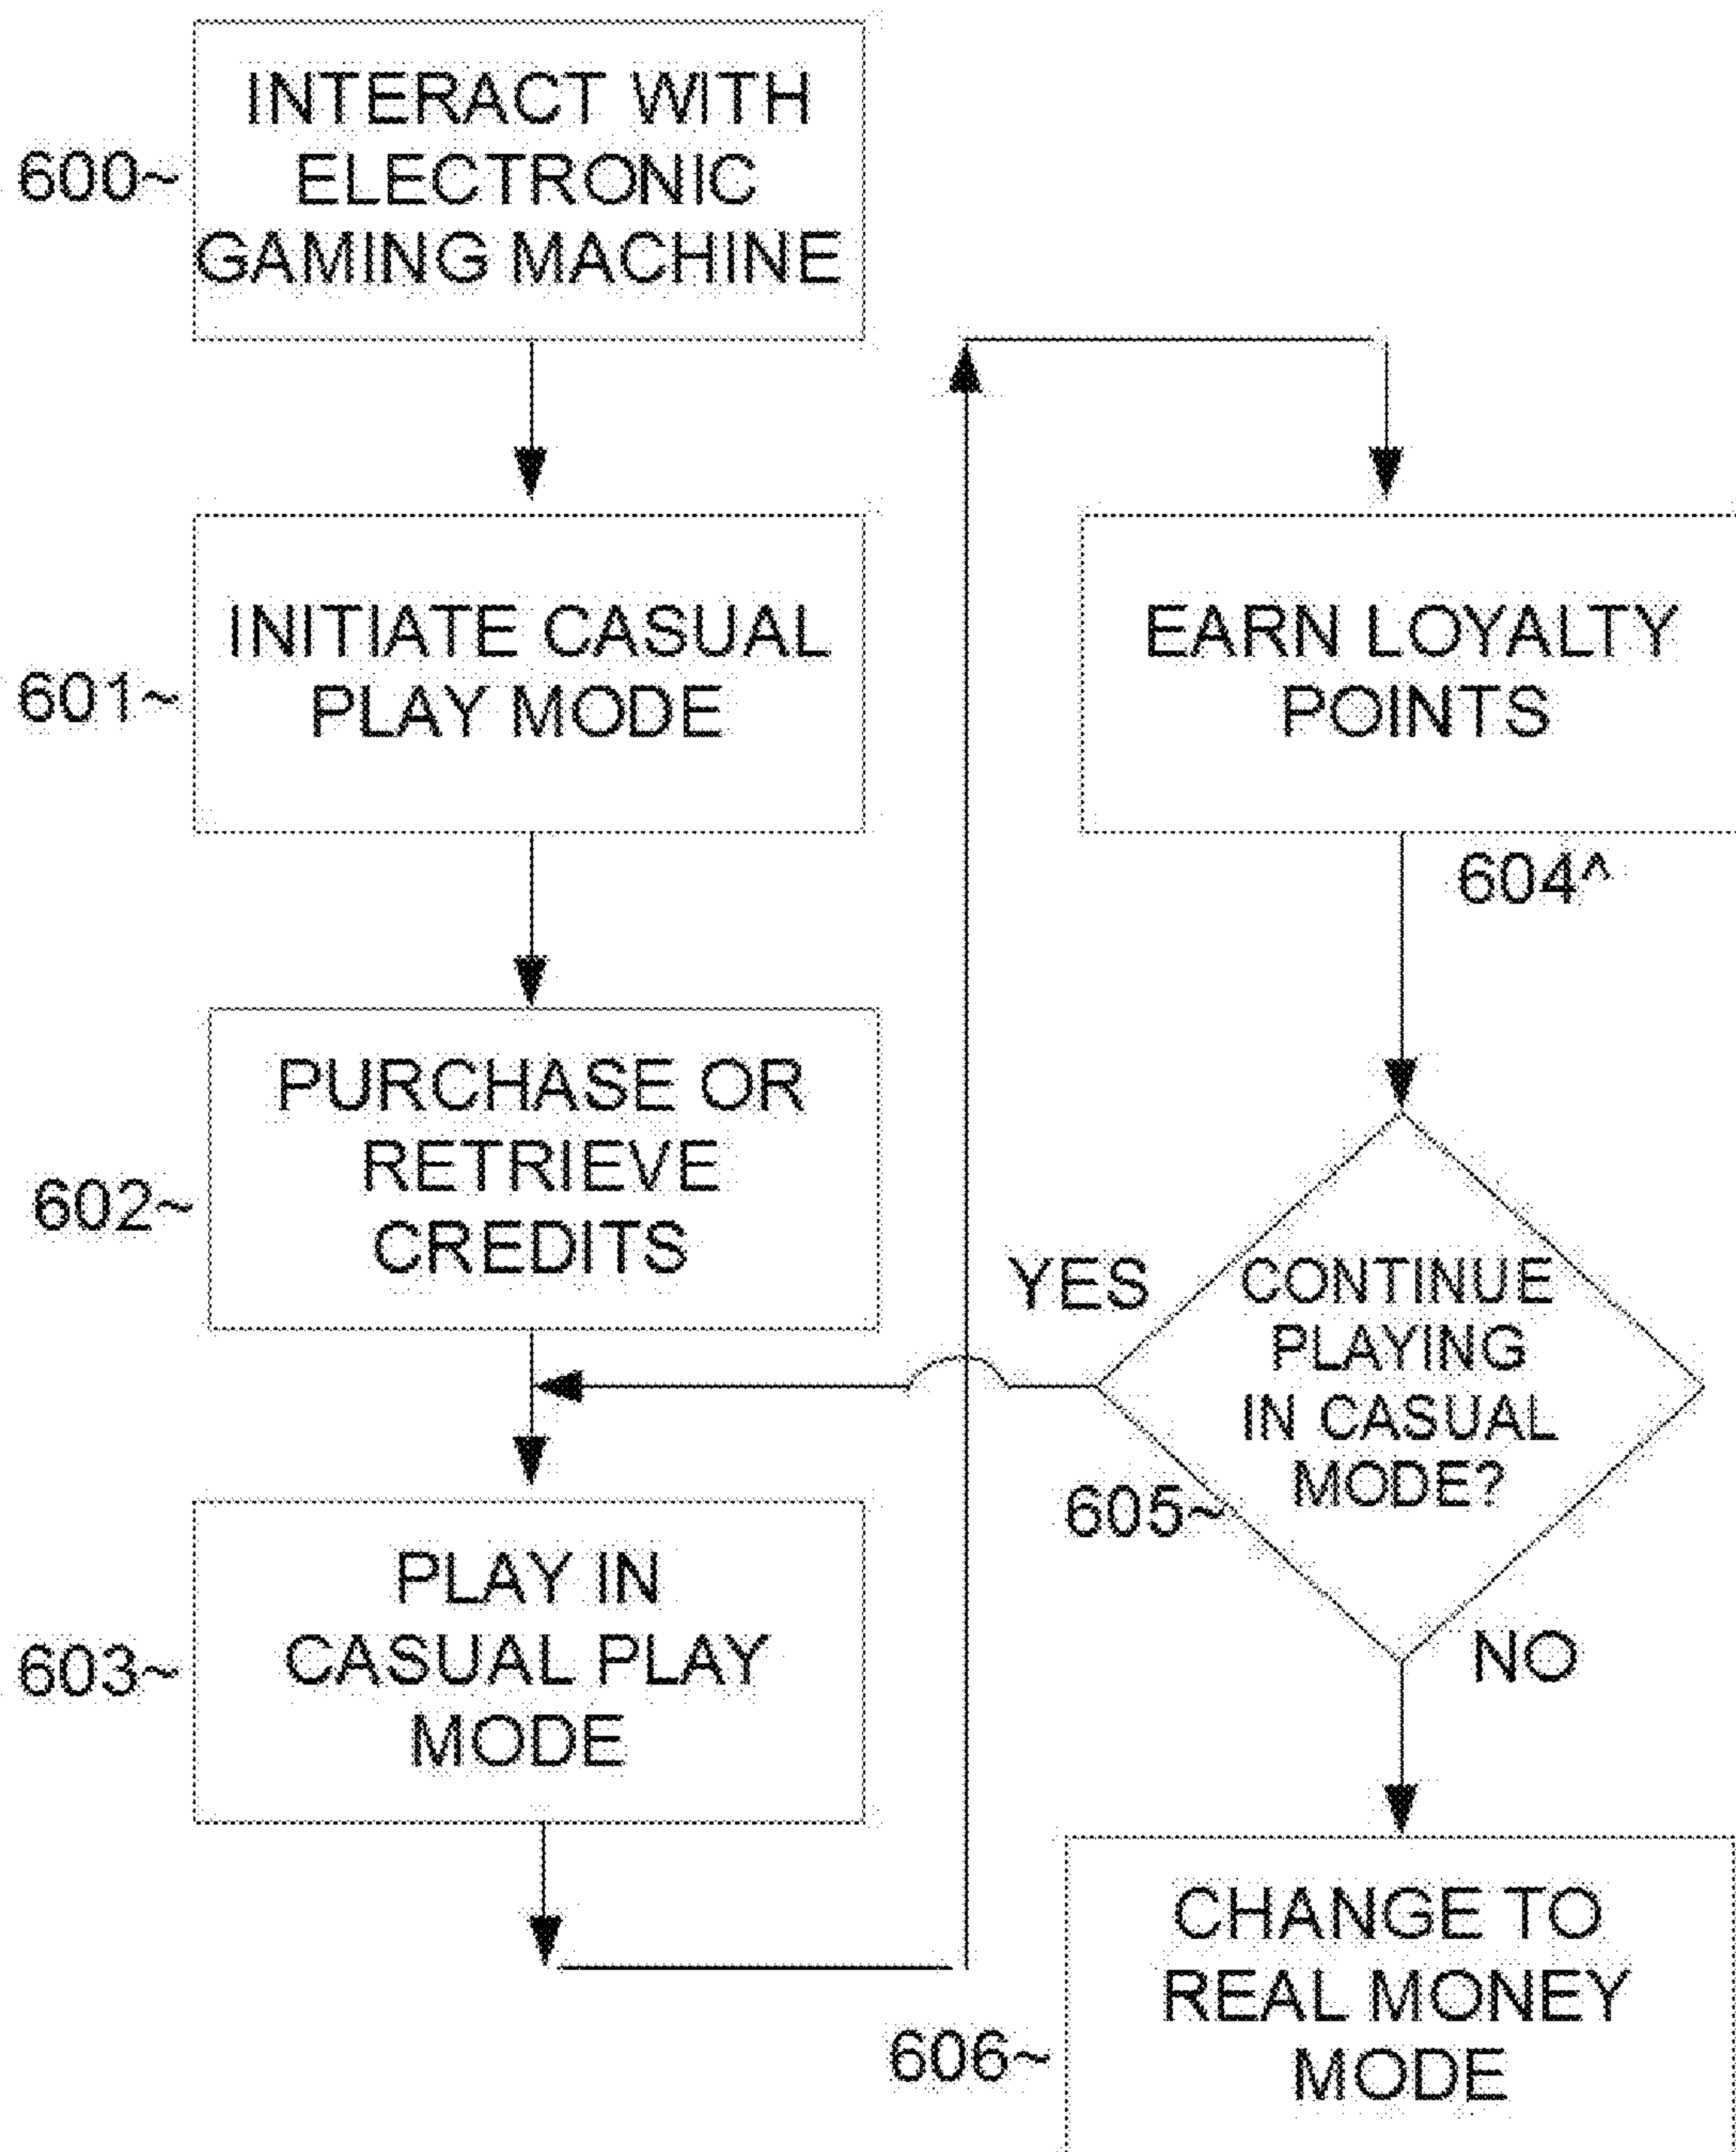 600~
INTERACT WITH
ELECTRONIC
GAMING MACHINE
601~
INITIATE CASUAL
PLAY MODE
602~
PURCHASE OR
RETRIEVE
CREDITS
603~
PLAY IN
CASUAL PLAY
MODE
EARN LOYALTY
POINTS
604^
YES
CONTINUE
PLAYING
IN CASUAL
MODE?
605~
NO
CHANGE TO
REAL MONEY
MODE
606~